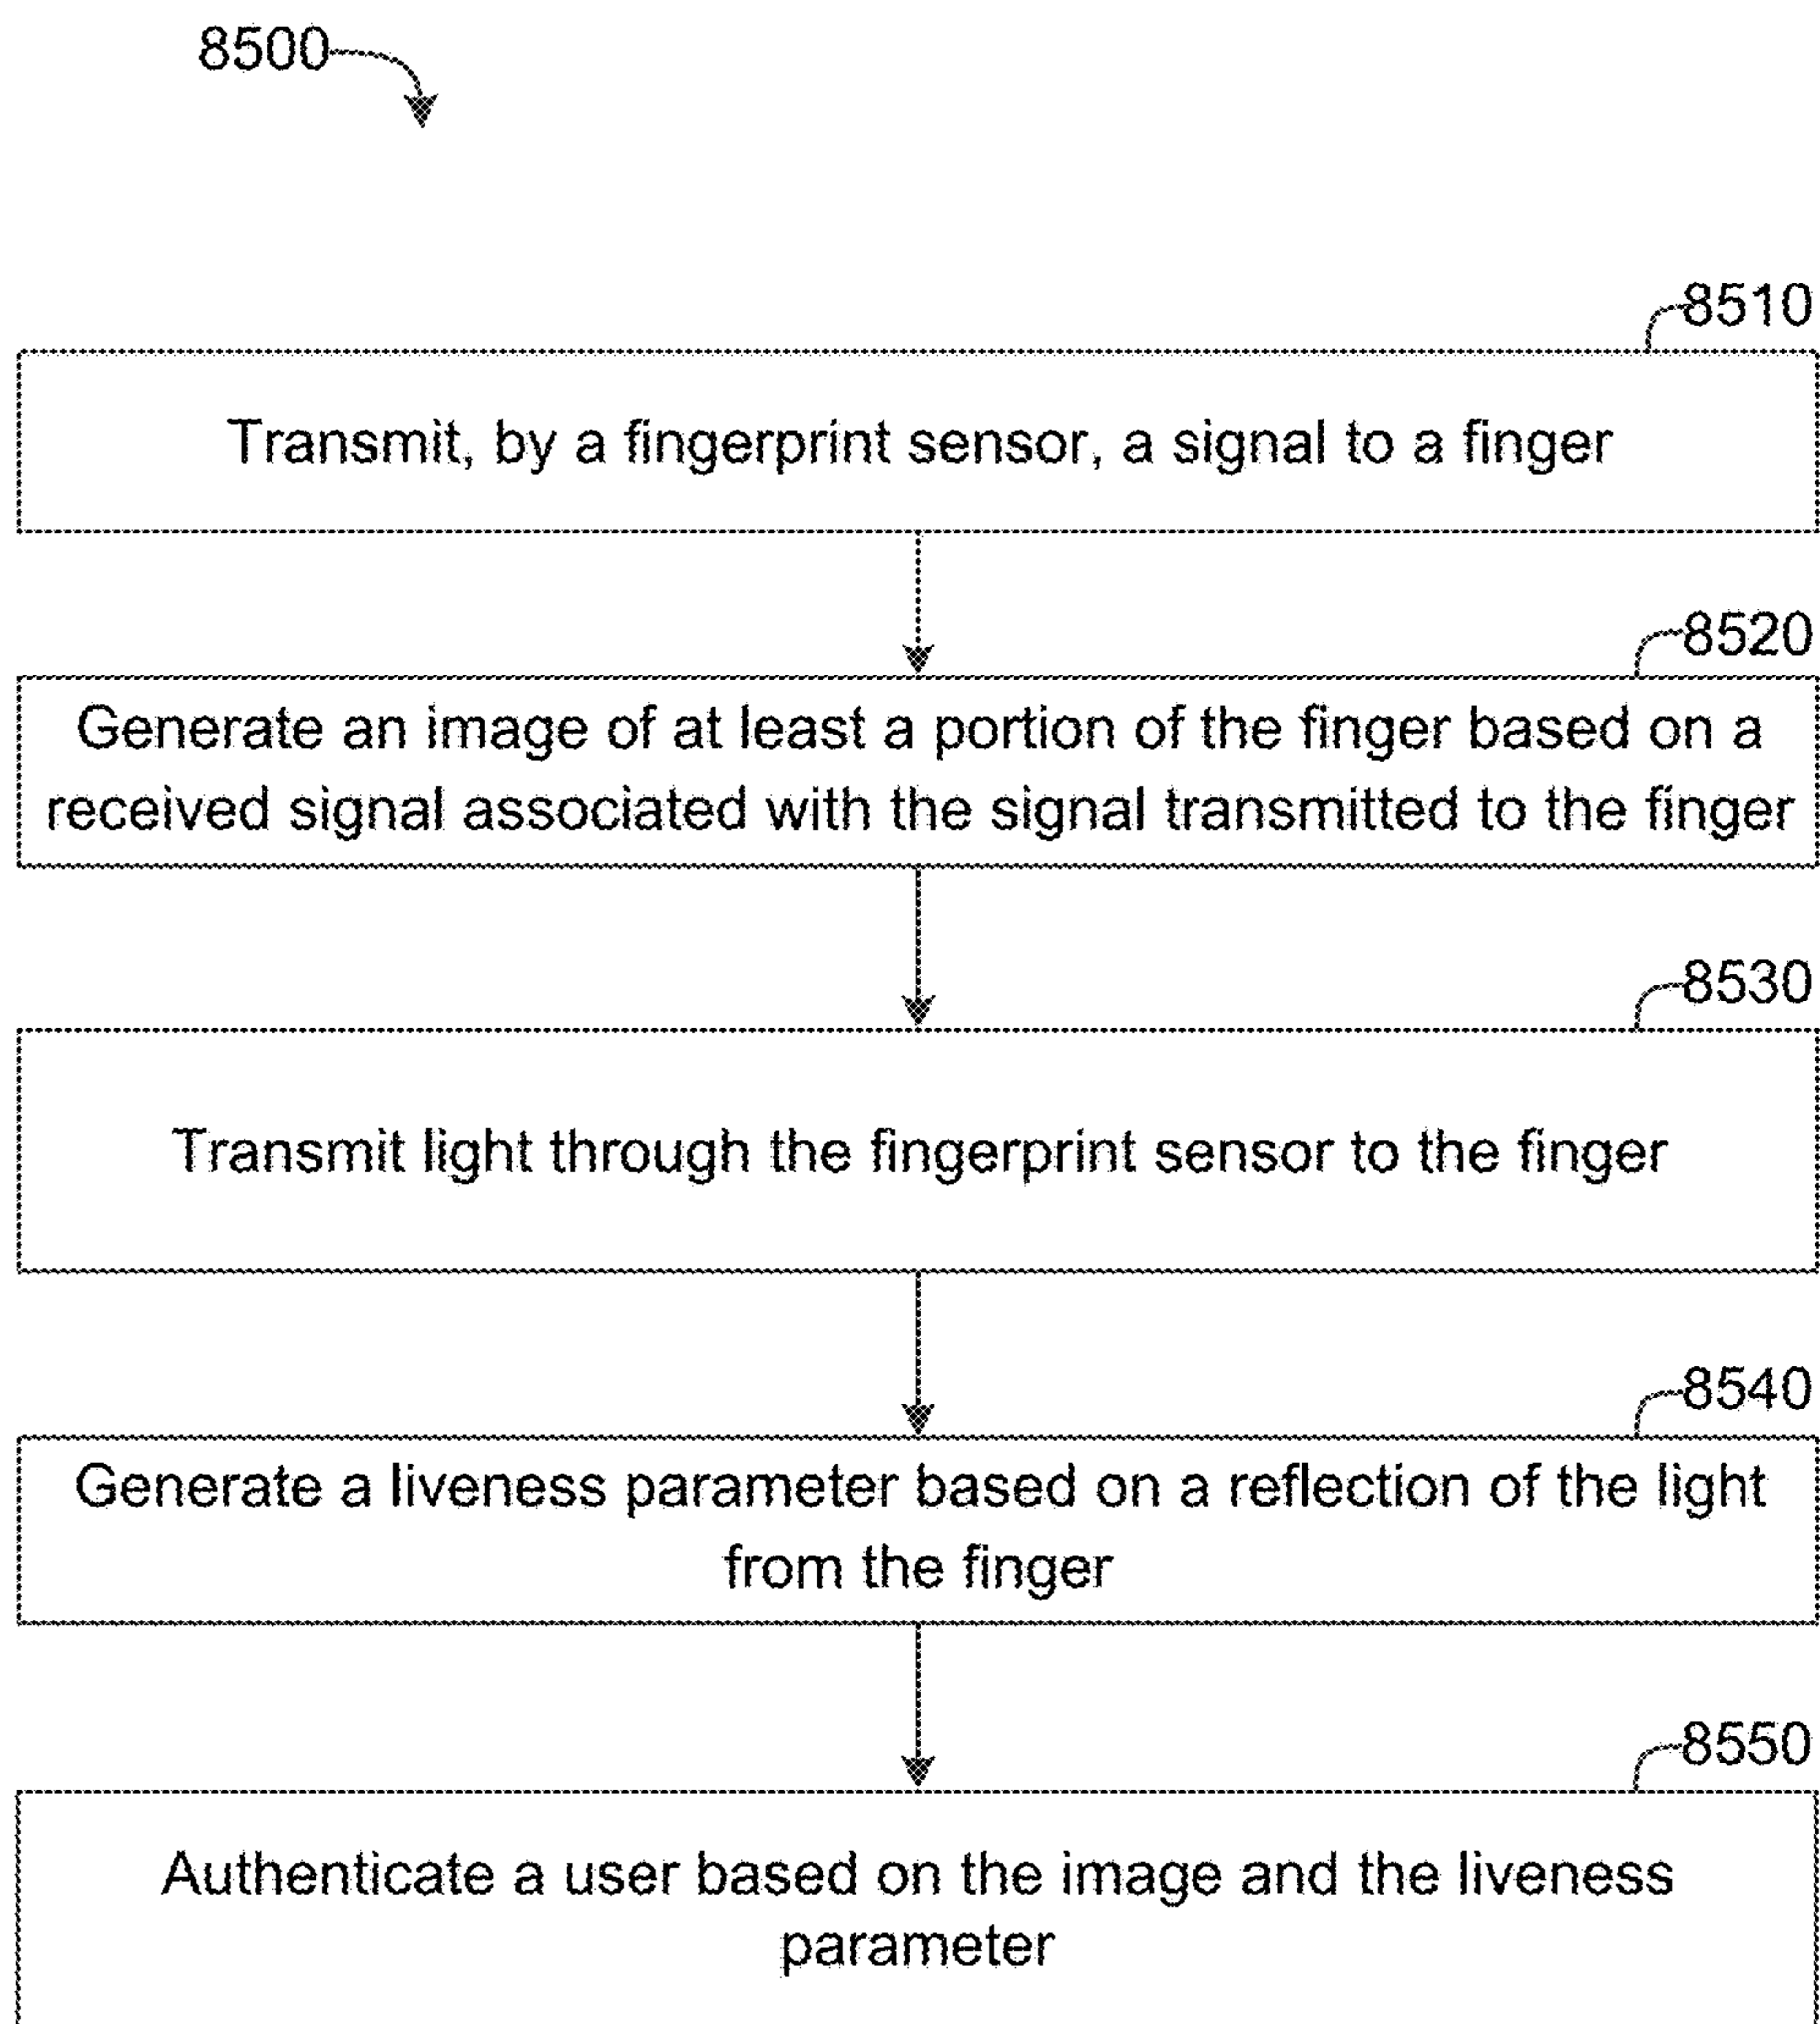 8500
8510
Transmit, by a fingerprint sensor, a signal to a finger
8520
Generate an image of at least a portion of the finger based on a
received signal associated with the signal transmitted to the finger
8530
Transmit light through the fingerprint sensor to the finger
8540
Generate a liveness parameter based on a reflection of the light
from the finger
8550
Authenticate a user based on the image and the liveness
parameter